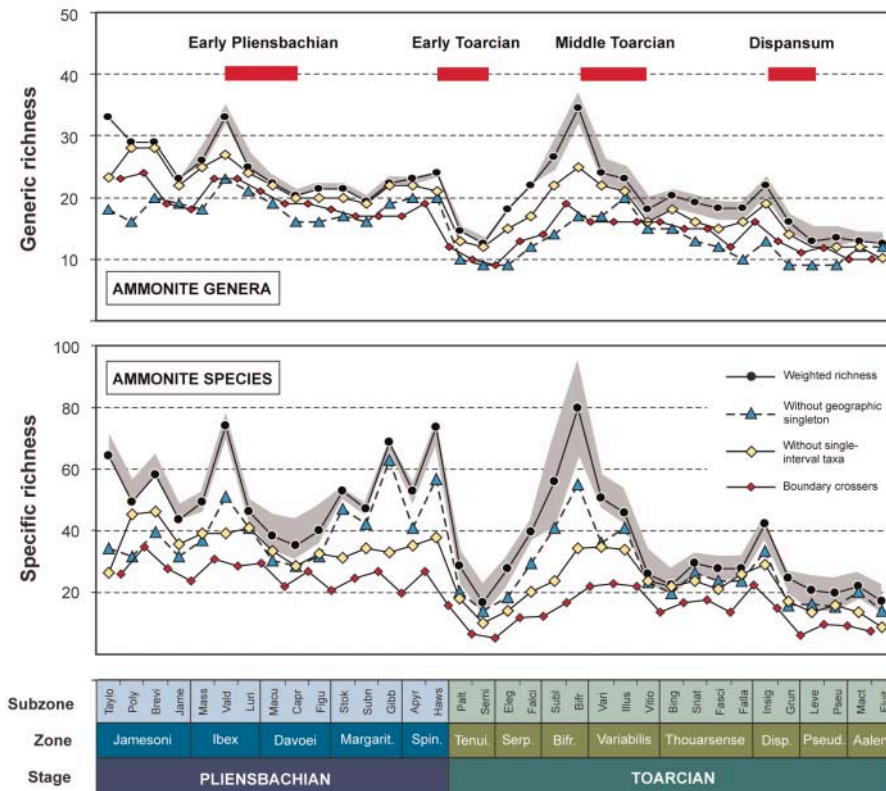 50
Early Pliensbachian Early Toarcian Middle Toarcian Dispansum
40
30
20
10
Generic richness
AMMONITE GENERA
100
AMMONITE SPECIES
80
60
40
20
Specific richness
Weighted richness
Without geographic
singleton
Without single-
interval taxa
Boundary crossers
Subzone Taylo Poly Brevi Jame Mass Vald Luri Macu Capr Figu Stok Subn Gibb Apyr Haws Palt Semi Eleg Falci Subl Bifr Vari Illus Vitio Bing Sriat Fasci Falla Insig Grun Leve Pseu Mact
Zone Jamesoni Ibex Davoei Margarit. Spin. Tenui. Serp. Bifr. Variabilis Thouarsense Disp. Pseud. Aalen
Stage PLIENSBACHIAN TOARCIAN